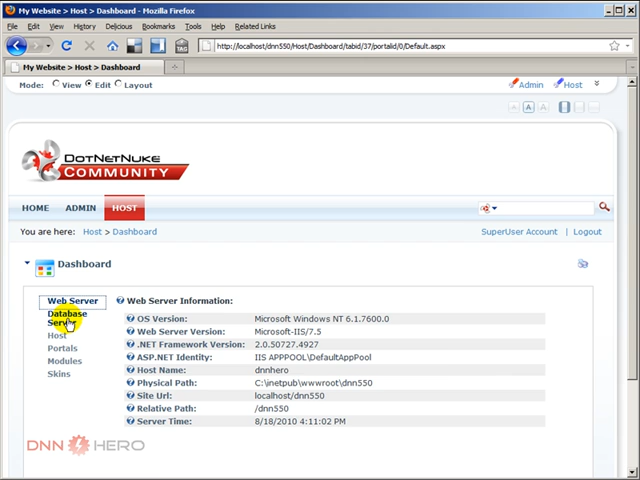 My Website > Host > Dashboard - Mozilla Firefox
File Edit View History Delicious Bookmarks Tools Help Related Links
http://localhost/dnn550/Host/Dashboard/tabid/37/portalid/0/Default.aspx
My Website > Host > Dashboard
Mode: View Edit Layout
Admin Host
A A A
DOTNETNUKE
COMMUNITY
HOME ADMIN HOST
You are here: Host > Dashboard
SuperUser Account | Logout
Dashboard
Web Server
Database
Server
Host
Portals
Modules
Skins
Web Server Information:
OS Version: Microsoft Windows NT 6.1.7600.0
Web Server Version: Microsoft-IIS/7.5
.NET Framework Version: 2.0.50727.4927
ASP.NET Identity: IIS APPPOOL\DefaultAppPool
Host Name: dnnhero
Physical Path: C:\inetpub\wwwroot\dnn550
Site Url: localhost/dnn550
Relative Path: /dnn550
Server Time: 8/18/2010 4:11:02 PM
DNN HERO